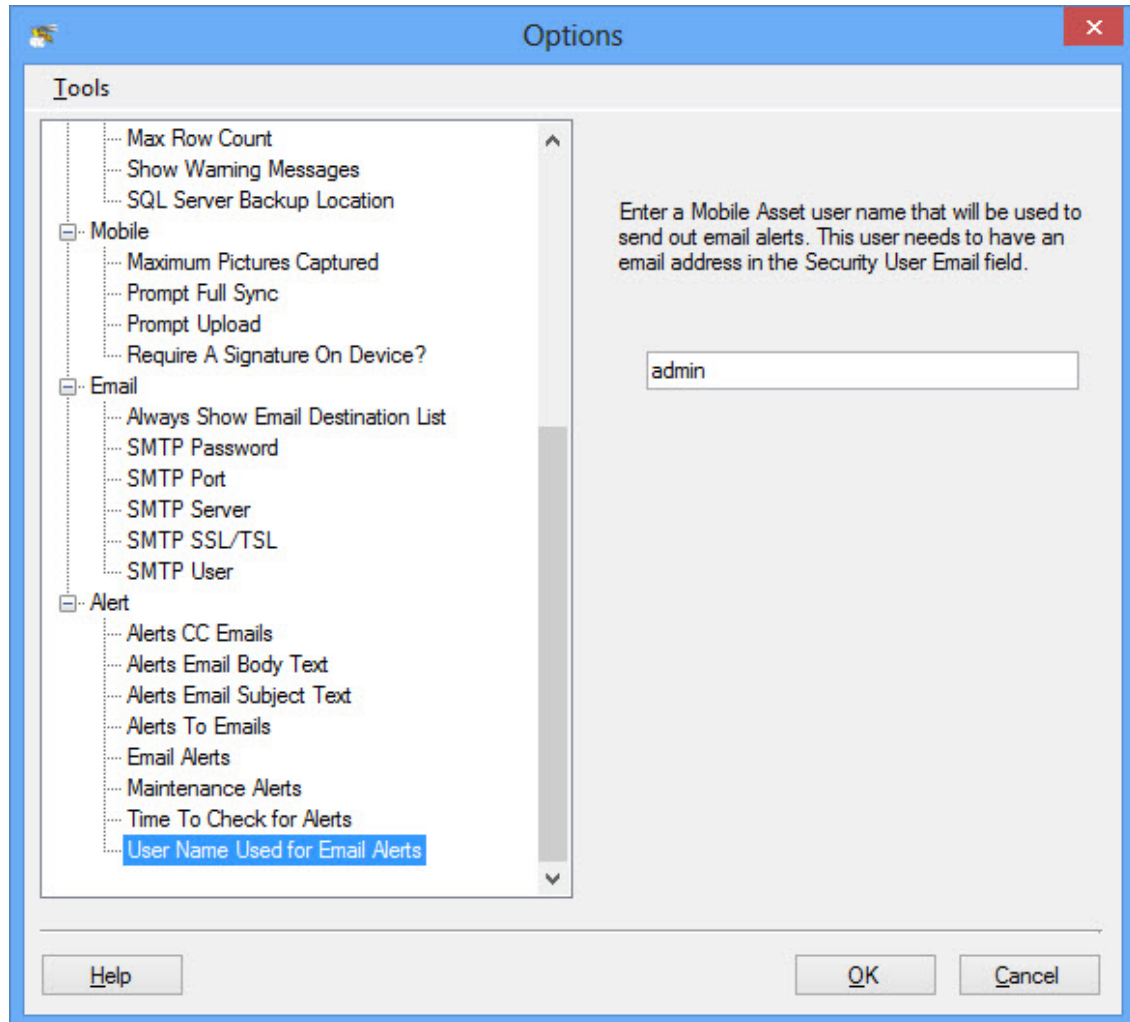 Options
Tools
Max Row Count
Show Warning Messages
SQL Server Backup Location
Mobile
Maximum Pictures Captured
Prompt Full Sync
Prompt Upload
Require A Signature On Device?
Email
Always Show Email Destination List
SMTP Password
SMTP Port
SMTP Server
SMTP SSL/TSL
SMTP User
Alert
Alerts CC Emails
Alerts Email Body Text
Alerts Email Subject Text
Alerts To Emails
Email Alerts
Maintenance Alerts
Time To Check for Alerts
User Name Used for Email Alerts
Enter a Mobile Asset user name that will be used to
send out email alerts. This user needs to have an
email address in the Security User Email field.
admin
Help
OK
Cancel